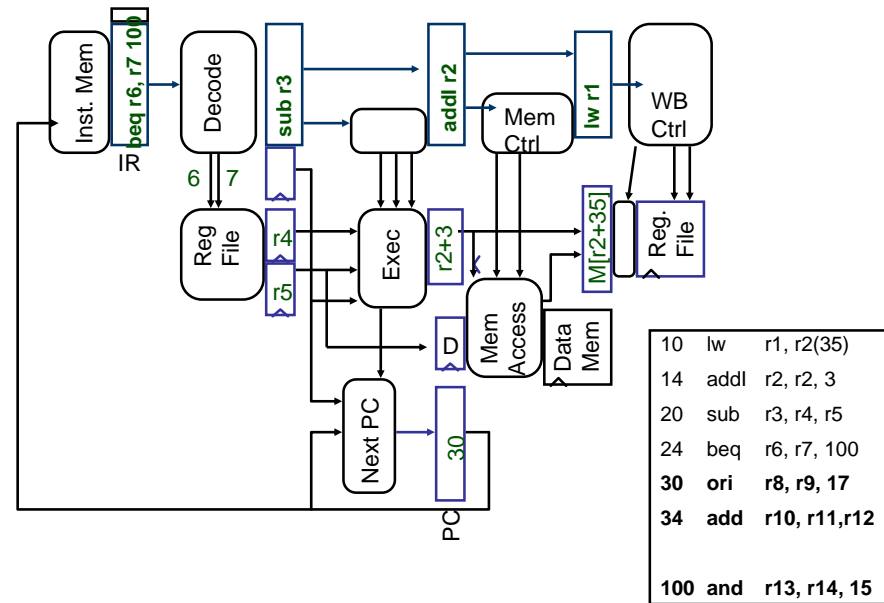 Inst. Mem
beq r6, r7 100
IR
Decode
sub r3
addI r2
Mem
Ctrl
lw r1
WB
Ctrl
6 7
Reg
File
r4
r5
Exec
r2+3
M[r2+35]
Reg.
File
D
Mem
Access
Data
Mem
Next PC
30
PC
10 lw r1, r2(35)
14 addI r2, r2, 3
20 sub r3, r4, r5
24 beq r6, r7, 100
30 ori r8, r9, 17
34 add r10, r11,r12
100 and r13, r14, 15